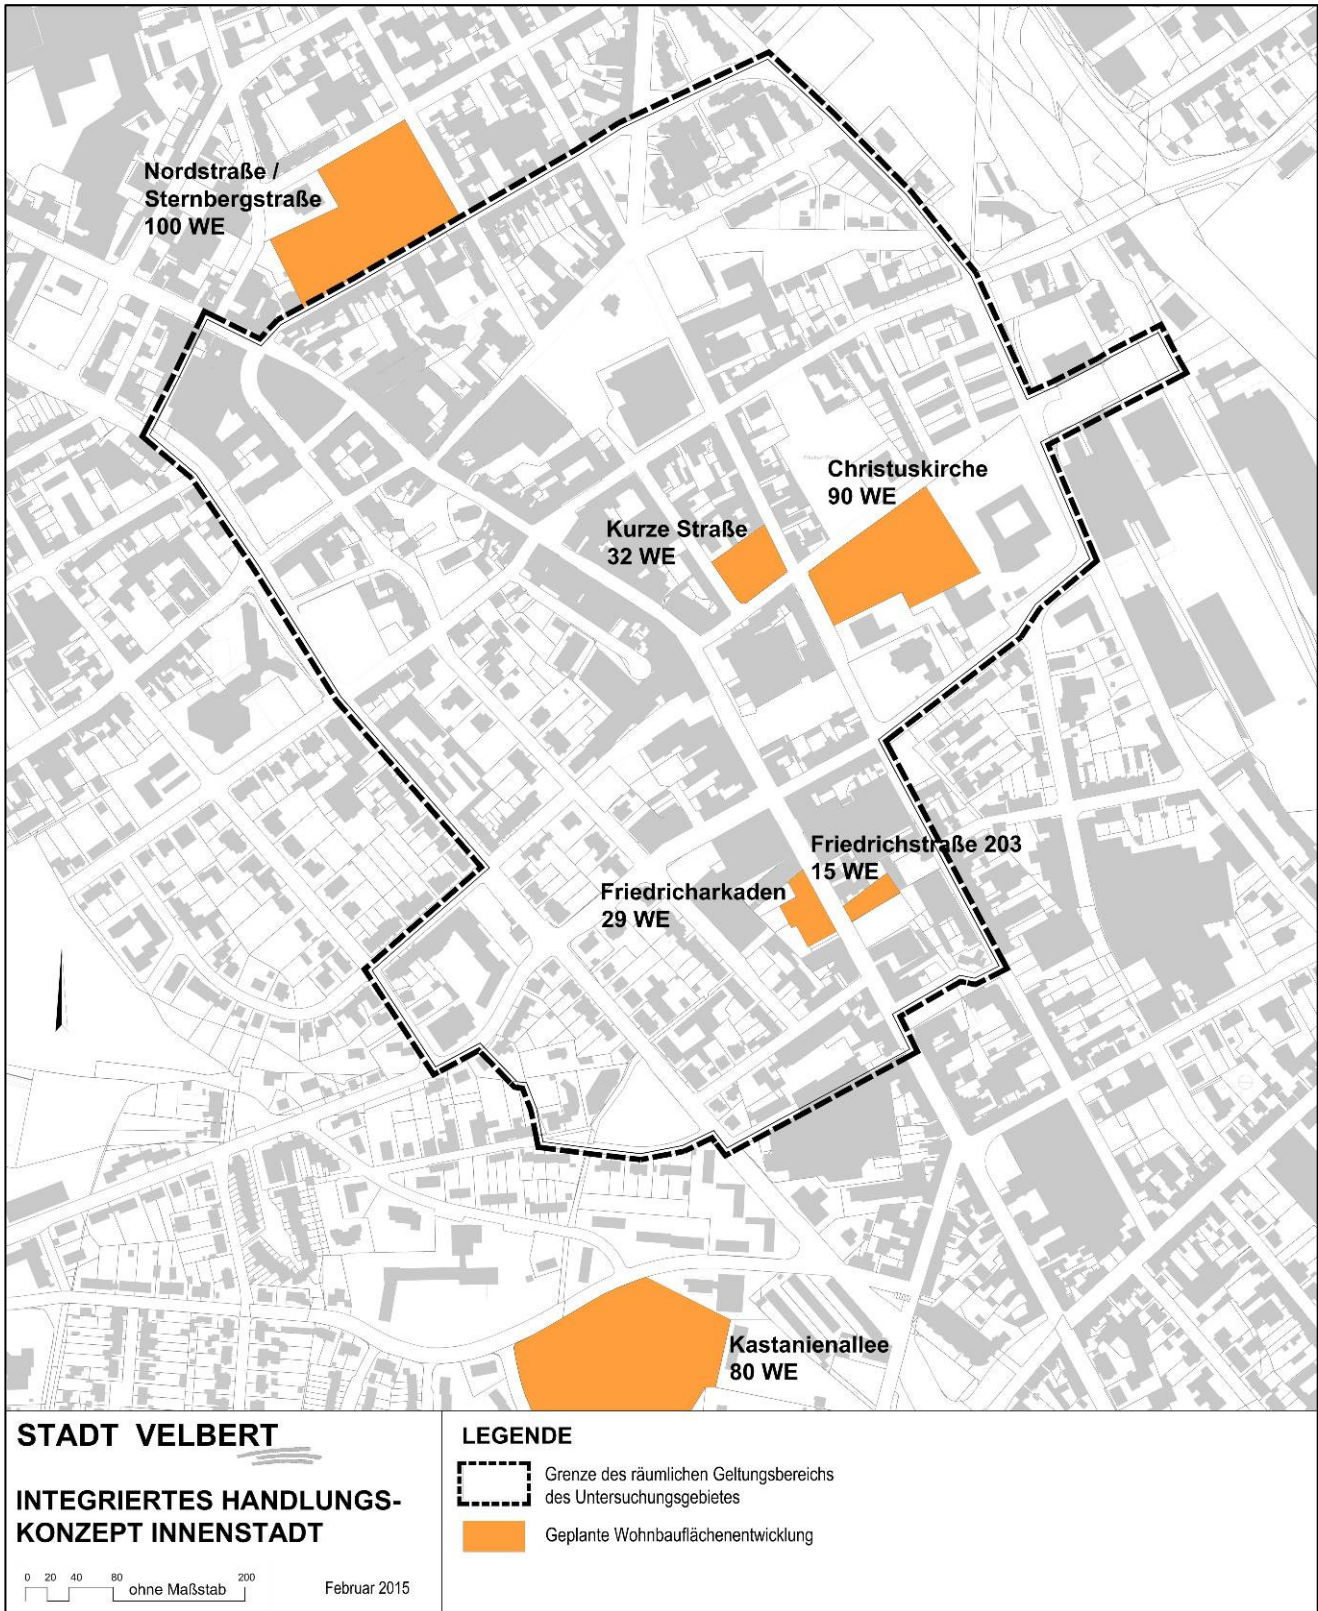 Nordstraße /
Sternbergstraße
100 WE
Christuskirche
90 WE
Kurze Straße
32 WE
Friedrichstraße 203
15 WE
Friedricharkaden
29 WE
Kastanienallee
80 WE
STADT VELBERT
INTEGRIERTES HANDLUNGS-
KONZEPT INNENSTADT
0 20 40 80 200
ohne Maßstab
Februar 2015
LEGENDE
Grenze des räumlichen Geltungsbereichs
des Untersuchungsgebietes
Geplante Wohnbauflächenentwicklung